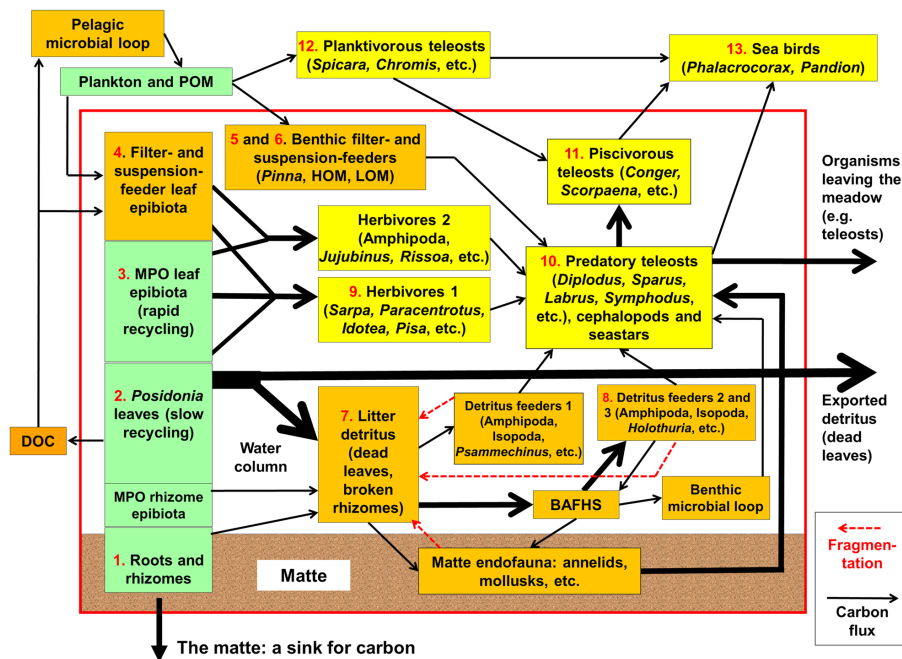 Pelagic
microbial loop
Plankton and POM
12. Planktivorous teleosts
(Spicara, Chromis, etc.)
13. Sea birds
(Phalacrocorax, Pandion)
4. Filter- and
suspension-
feeder leaf
epibiota
5 and 6. Benthic filter- and
suspension-feeders
(Pinna, HOM, LOM)
11. Piscivorous
teleosts (Conger,
Scorpaena, etc.)
Organisms
leaving the
meadow
(e.g.
teleosts)
Herbivores 2
(Amphipoda,
Jujubinus, Rissoa,
etc.)
3. MPO leaf
epibiota
(rapid
recycling)
9. Herbivores 1
(Sarpa, Paracentrotus,
Idotea, Pisa, etc.)
10. Predatory teleosts
(Diplodus, Sparus,
Labrus, Symphodus,
etc.), cephalopods and
seastars
2. Posidonia
leaves (slow
recycling)
DOC
Water
column
7. Litter
detritus
(dead
leaves,
broken
rhizomes)
Detritus feeders 1
(Amphipoda,
Isopoda,
Psammechinus, etc.)
8. Detritus feeders 2 and
3 (Amphipoda, Isopoda,
Holothuria,
etc.)
Exported
detritus
(dead
leaves)
MPO rhizome
epibiota
BAFHS
Benthic
microbial loop
1. Roots and
rhizomes
Matte
Matte endofauna: annelids,
mollusks, etc.
Fragmen-
tation
Carbon
flux
The matte: a sink for carbon